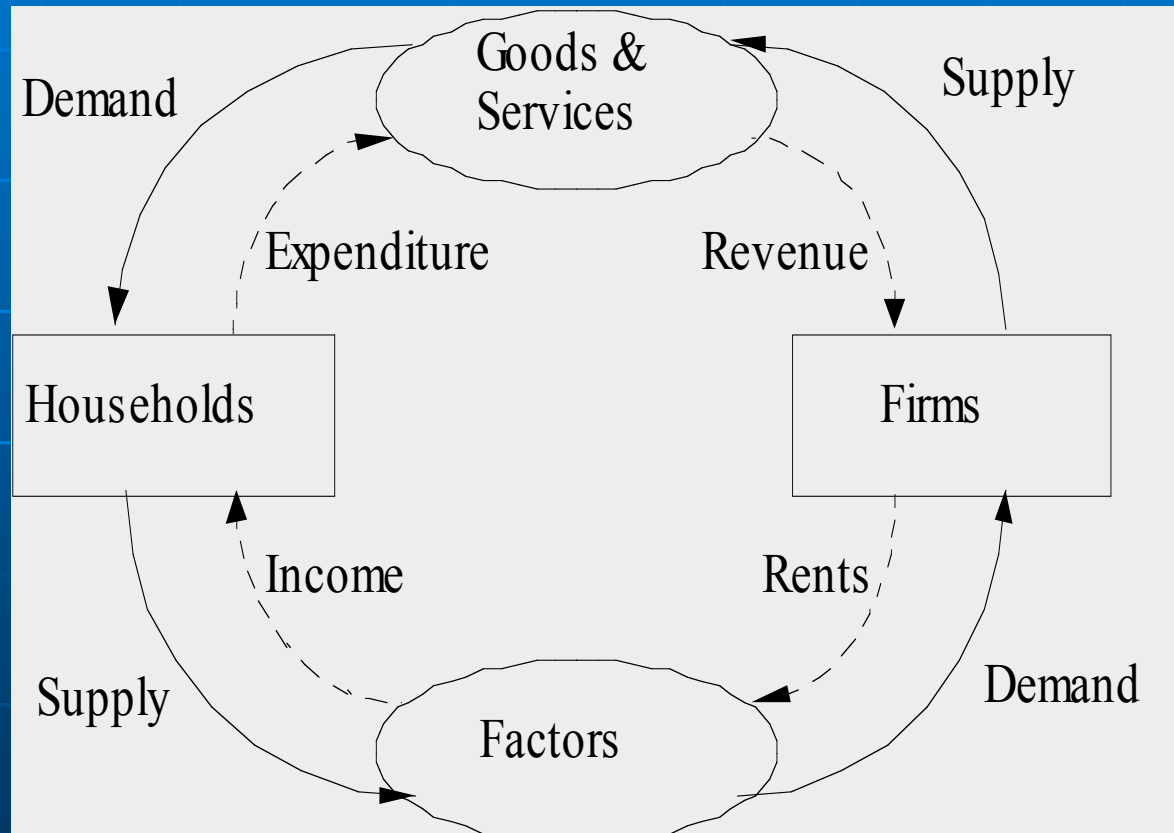 Goods &
Services
Supply
Demand
Expenditure
Revenue
Households
Firms
Income
Rents
Supply
Demand
Factors